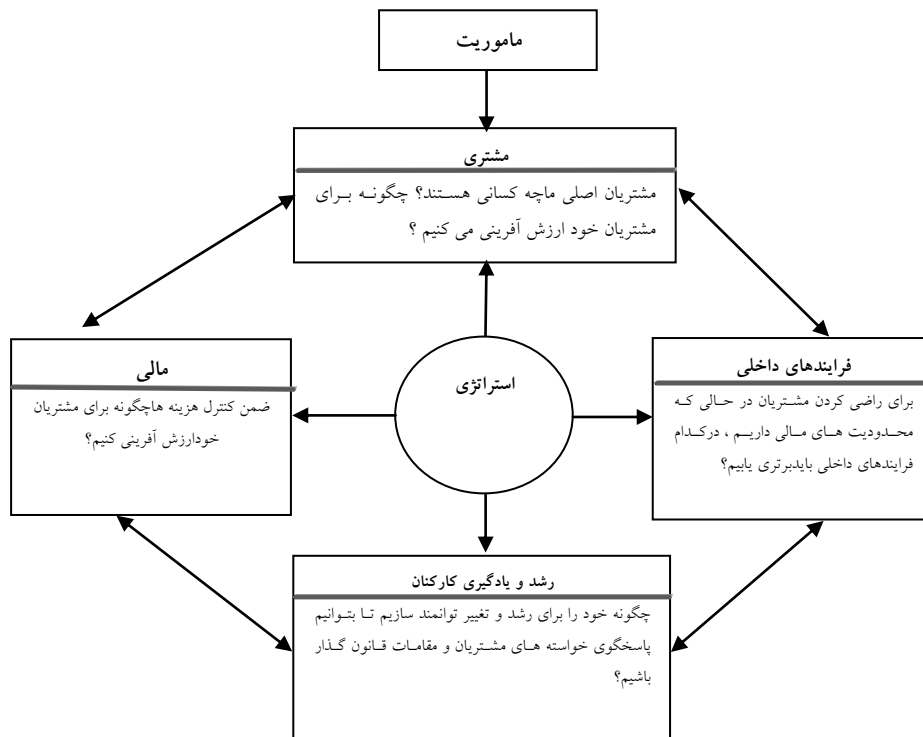 ماموریت
مشتری
مشتریان اصلی ماچه کسانی هستند؟ چگونه برای
مشتریان خود ارزش آفرینی می کنیم ؟
فرایندهای داخلی
برای راضی کردن مشتریان در حالی که
محدودیت های مالی داریم ، درکدام
فرایندهای داخلی بایدبرتری یابیم؟
استراتژی
مالی
ضمن کنترل هزینه هاچگونه برای مشتریان
خودارزش آفرینی کنیم؟
رشد و یادگیری کارکنان
چگونه خود را برای رشد و تغییر توانمند سازیم تا بتوانیم
پاسخگوی خواسته های مشتریان و مقامات قانون گذار
باشیم؟